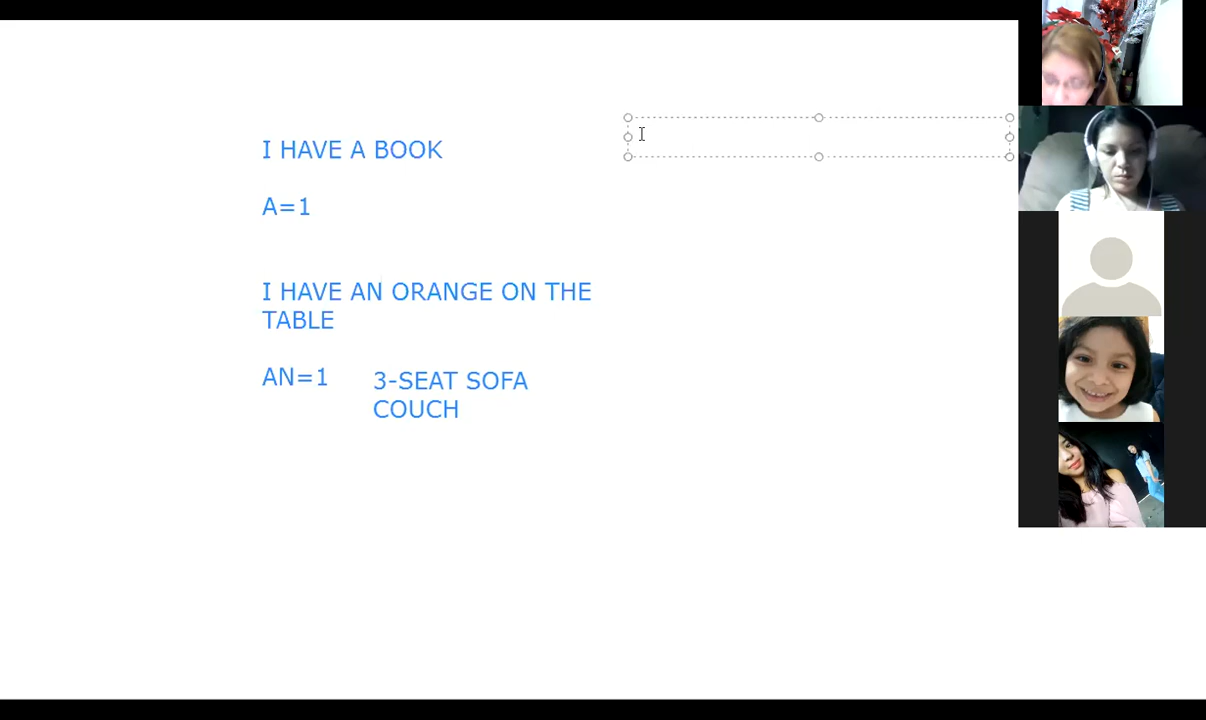 I HAVE A BOOK
A=1
I HAVE AN ORANGE ON THE
TABLE
AN=1
3-SEAT SOFA
COUCH